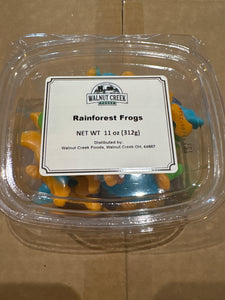 WALNUT CREEK
FOODS
Rainforest Frogs
NET WT 11 oz (312g)
Distributed by:
Walnut Creek Foods, Walnut Creek OH, 44687